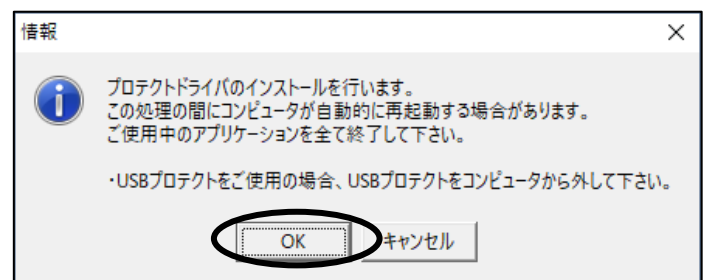 情報
プロテクトドライバのインストールを行います。
この処理の間にコンピュータが自動的に再起動する場合があります。
ご使用中のアプリケーションを全て終了して下さい。
・USBプロテクトをご使用の場合、USBプロテクトをコンピュータから外して下さい。
OK キャンセル